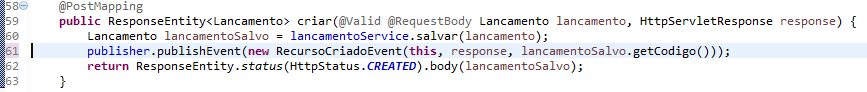 58 @PostMapping
59 public ResponseEntity<Lancamento> criar(@Valid @RequestBody Lancamento lancamento, HttpServletResponse response) {
60 Lancamento lancamentoSalvo = lancamentoService.salvar(lancamento);
61 publisher.publishEvent(new RecursoCriadoEvent(this, response, lancamentoSalvo.getCodigo()));
62 return ResponseEntity.status(HttpStatus.CREATED).body(lancamentoSalvo);
63 }